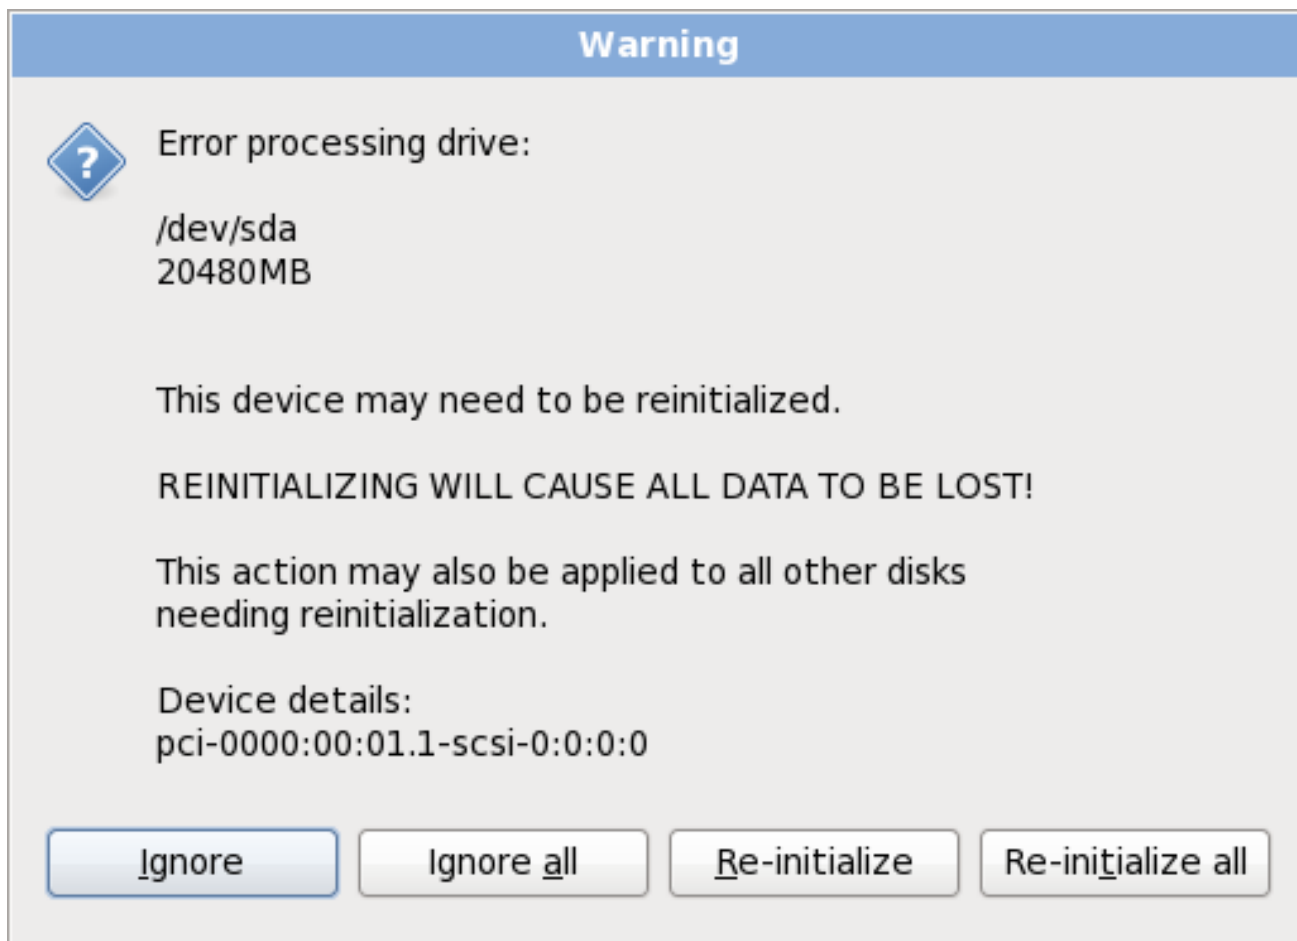 Warning
?
Error processing drive:
/dev/sda
20480MB
This device may need to be reinitialized.
REINITIALIZING WILL CAUSE ALL DATA TO BE LOST!
This action may also be applied to all other disks
needing reinitialization.
Device details:
pci-0000:00:01.1-scsi-0:0:0:0
Ignore
Ignore all
Re-initialize
Re-initialize all